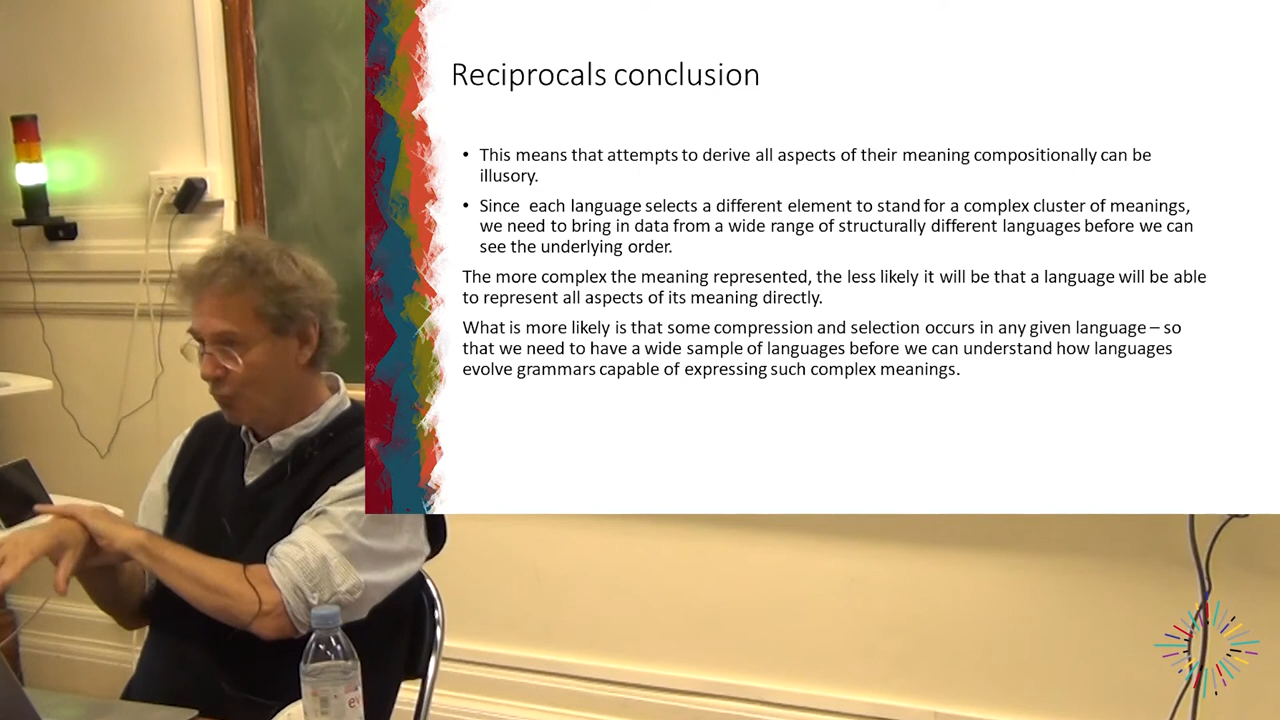 Reciprocals conclusion
• This means that attempts to derive all aspects of their meaning compositionally can be
illusory.
• Since each language selects a different element to stand for a complex cluster of meanings,
we need to bring in data from a wide range of structurally different languages before we can
see the underlying order.
The more complex the meaning represented, the less likely it will be that a language will be able
to represent all aspects of its meaning directly.
What is more likely is that some compression and selection occurs in any given language – so
that we need to have a wide sample of languages before we can understand how languages
evolve grammars capable of expressing such complex meanings.